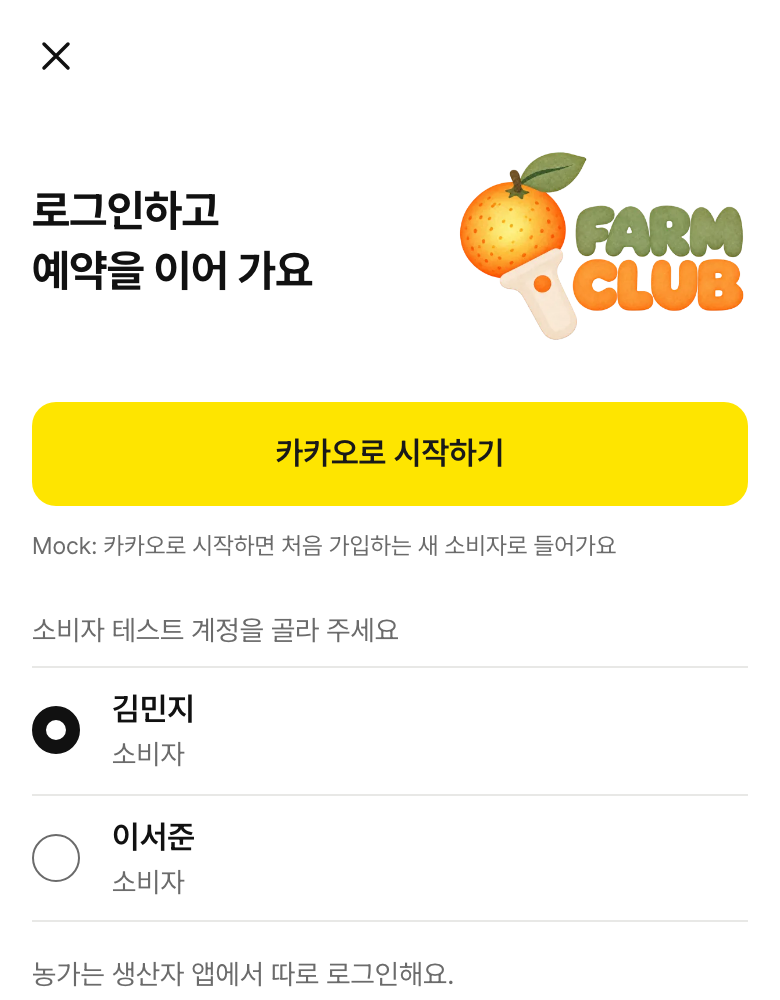 로그인하고
예약을 이어 가요
FARM
CLUB
카카오로 시작하기
Mock: 카카오로 시작하면 처음 가입하는 새 소비자로 들어가요
소비자 테스트 계정을 골라 주세요
김민지
소비자
이서준
소비자
농가는 생산자 앱에서 따로 로그인해요.